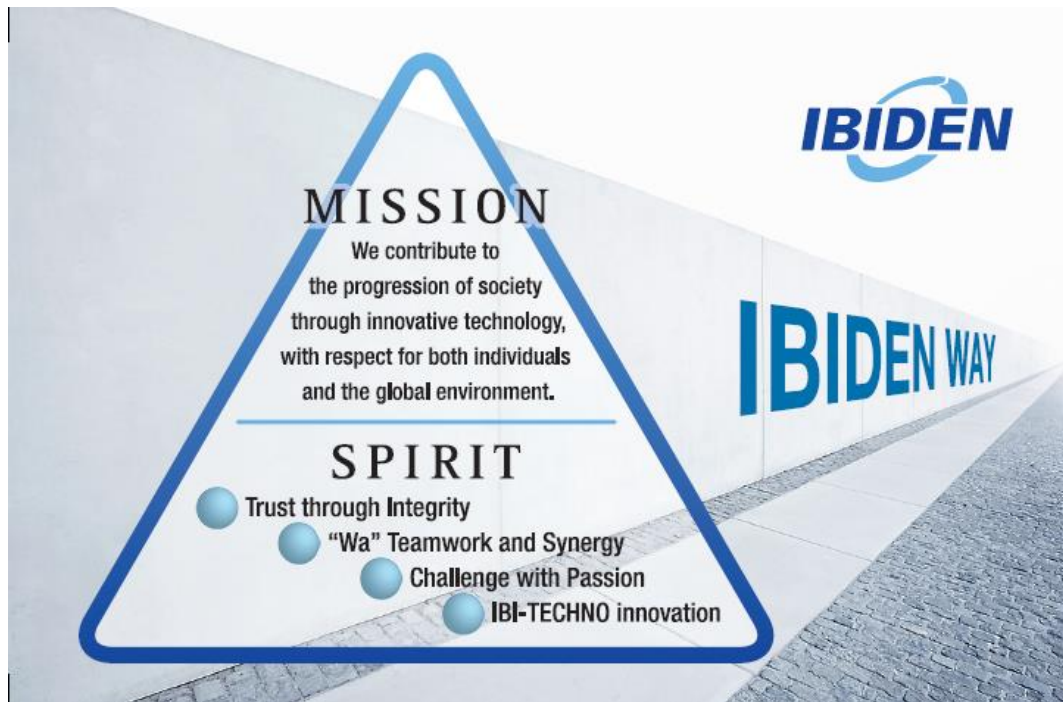 IBIDEN
MISSION
We contribute to
the progression of society
through innovative technology,
with respect for both individuals
and the global environment.
IBIDEN WAY
SPIRIT
Trust through Integrity
“Wa” Teamwork and Synergy
Challenge with Passion
IBI-TECHNO innovation